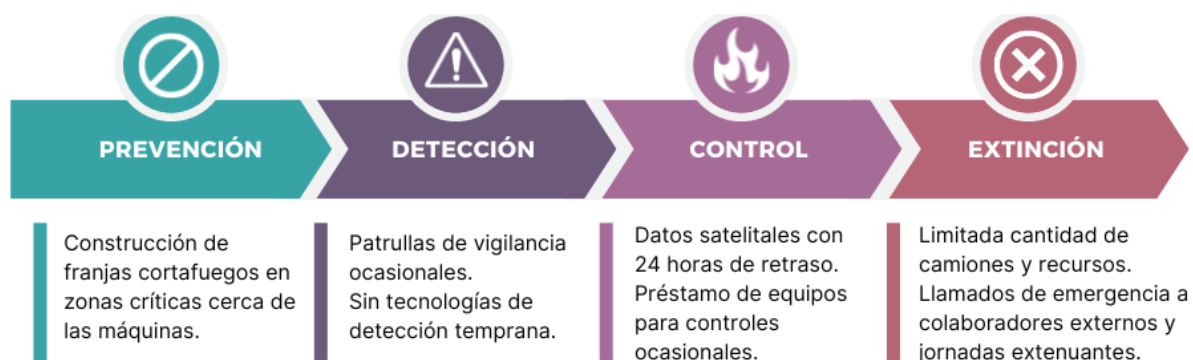 PREVENCIÓN
DETECCIÓN
CONTROL
EXTINCIÓN
Construcción de
franjas cortafuegos en
zonas críticas cerca de
las máquinas.
Patrullas de vigilancia
ocasionales.
Sin tecnologías de
detección temprana.
Datos satelitales con
24 horas de retraso.
Préstamo de equipos
para controles
ocasionales.
Limitada cantidad de
camiones y recursos.
Llamados de emergencia a
colaboradores externos y
jornadas extenuantes.